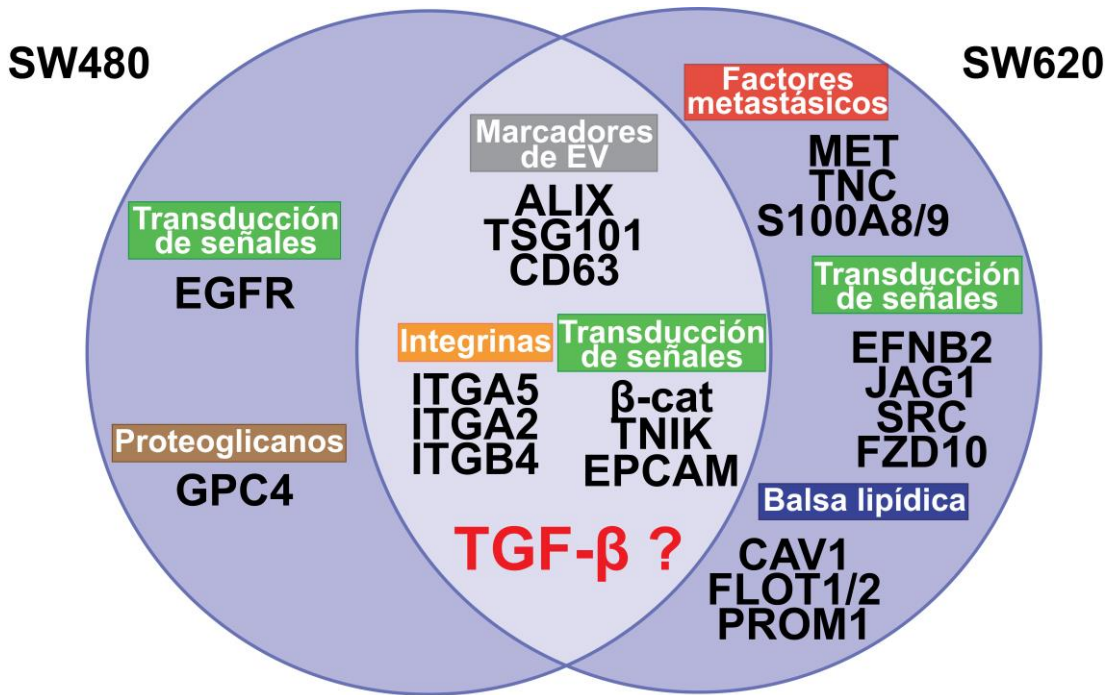 SW480
SW620
Transducción
de señales
EGFR
Proteoglicanos
GPC4
Marcadores
de EV
ALIX
TSG101
CD63
Integrinas
ITGA5
ITGA2
ITGB4
Transducción
de señales
β-cat
TNIK
EPCAM
TGF-β ?
Factores
metastásicos
MET
TNC
S100A8/9
Transducción
de señales
EFNB2
JAG1
SRC
FZD10
Balsa lipídica
CAV1
FLOT1/2
PROM1